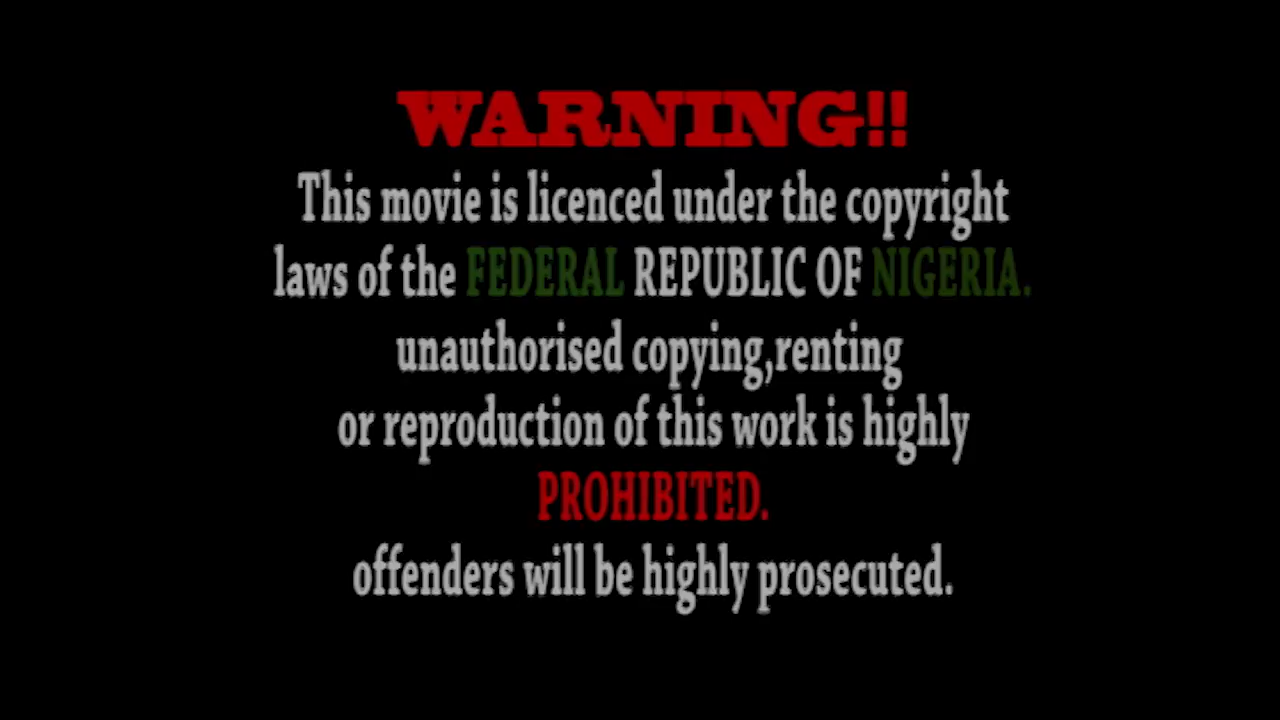 WARNING!!
This movie is licenced under the copyright
laws of the FEDERAL REPUBLIC OF NIGERIA.
unauthorised copying,renting
or reproduction of this work is highly
PROHIBITED.
offenders will be highly prosecuted.